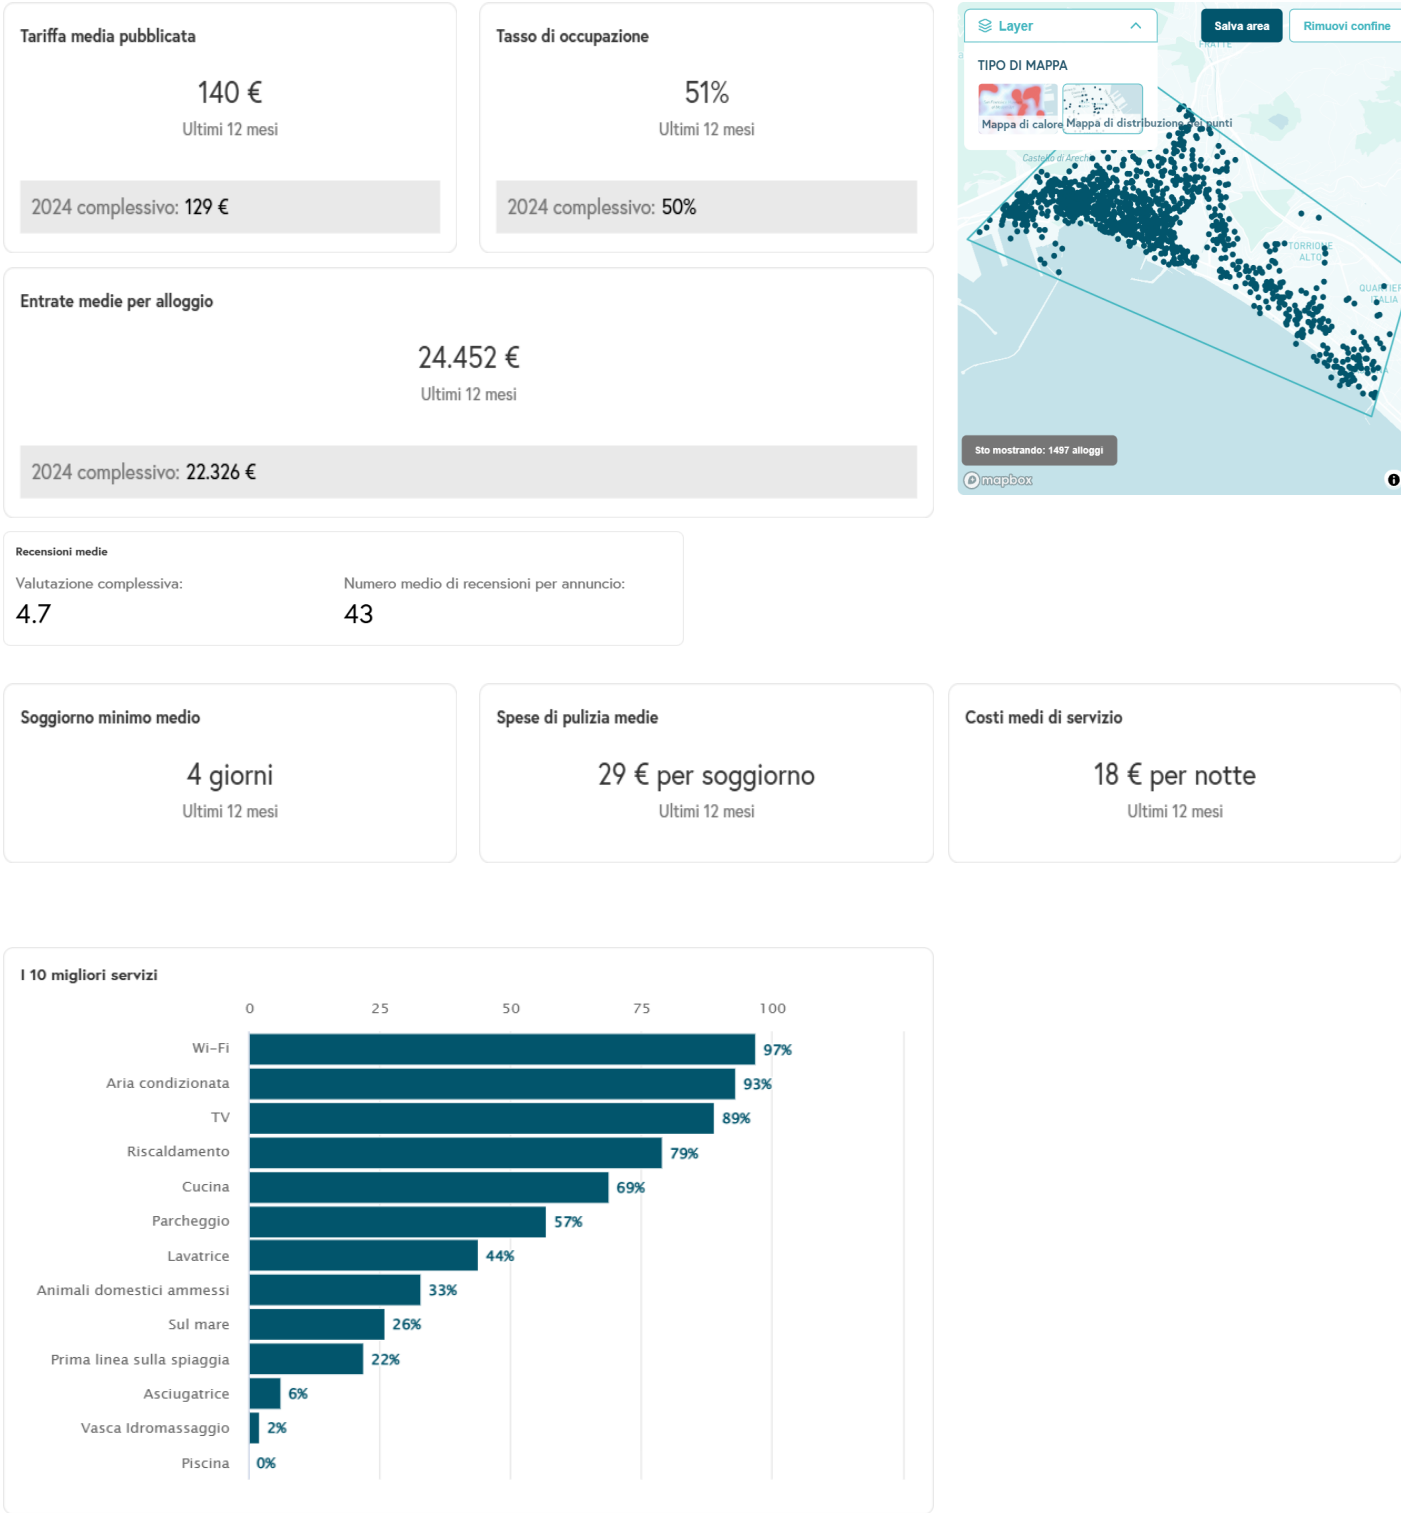 Tariffa media pubblicata
140 €
Ultimi 12 mesi
2024 complessivo: 129 €
Tasso di occupazione
51%
Ultimi 12 mesi
2024 complessivo: 50%
Layer
Salva area
Rimuovi confine
FRATTE
TIPO DI MAPPA
Mappa di calore
Mappa di distribuzione dei punti
Castello di Arechi
TORRIONE
ALTO
ITALIA
Sto mostrando: 1497 alloggi
mapbox
Entrate medie per alloggio
24.452 €
Ultimi 12 mesi
2024 complessivo: 22.326 €
Recensioni medie
Valutazione complessiva:
4.7
Numero medio di recensioni per annuncio:
43
Soggiorno minimo medio
4 giorni
Ultimi 12 mesi
Spese di pulizia medie
29 € per soggiorno
Ultimi 12 mesi
Costi medi di servizio
18 € per notte
Ultimi 12 mesi
I 10 migliori servizi
0 25 50 75 100
Wi-Fi 97%
Aria condizionata 93%
TV 89%
Riscaldamento 79%
Cucina 69%
Parcheggio 57%
Lavatrice 44%
Animali domestici ammessi 33%
Sul mare 26%
Prima linea sulla spiaggia 22%
Asciugatrice 6%
Vasca Idromassaggio 2%
Piscina 0%